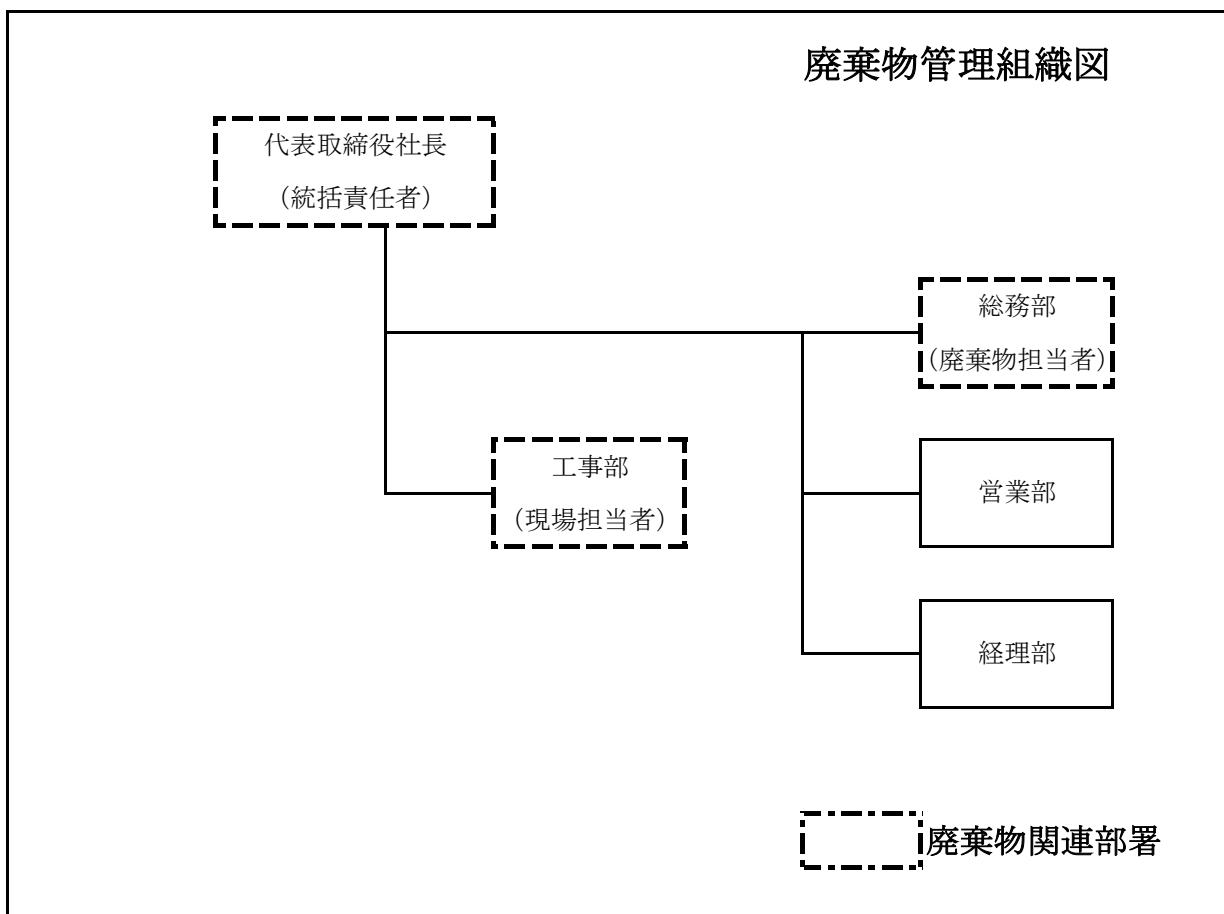 廃棄物管理組織図
代表取締役社長
（統括責任者）
総務部
（廃棄物担当者）
工事部
（現場担当者）
営業部
経理部
廃棄物関連部署